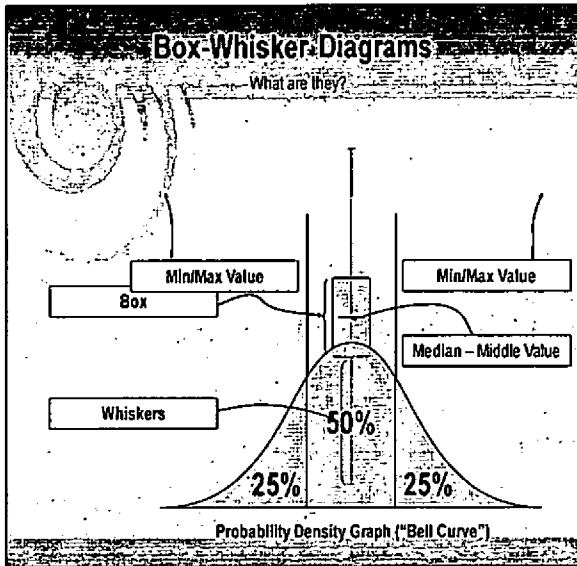 Box-Whisker Diagrams
What are they?
Min/Max Value
Min/Max Value
Box
Median – Middle Value
Whiskers
50%
25%
25%
Probability Density Graph ("Bell Curve")